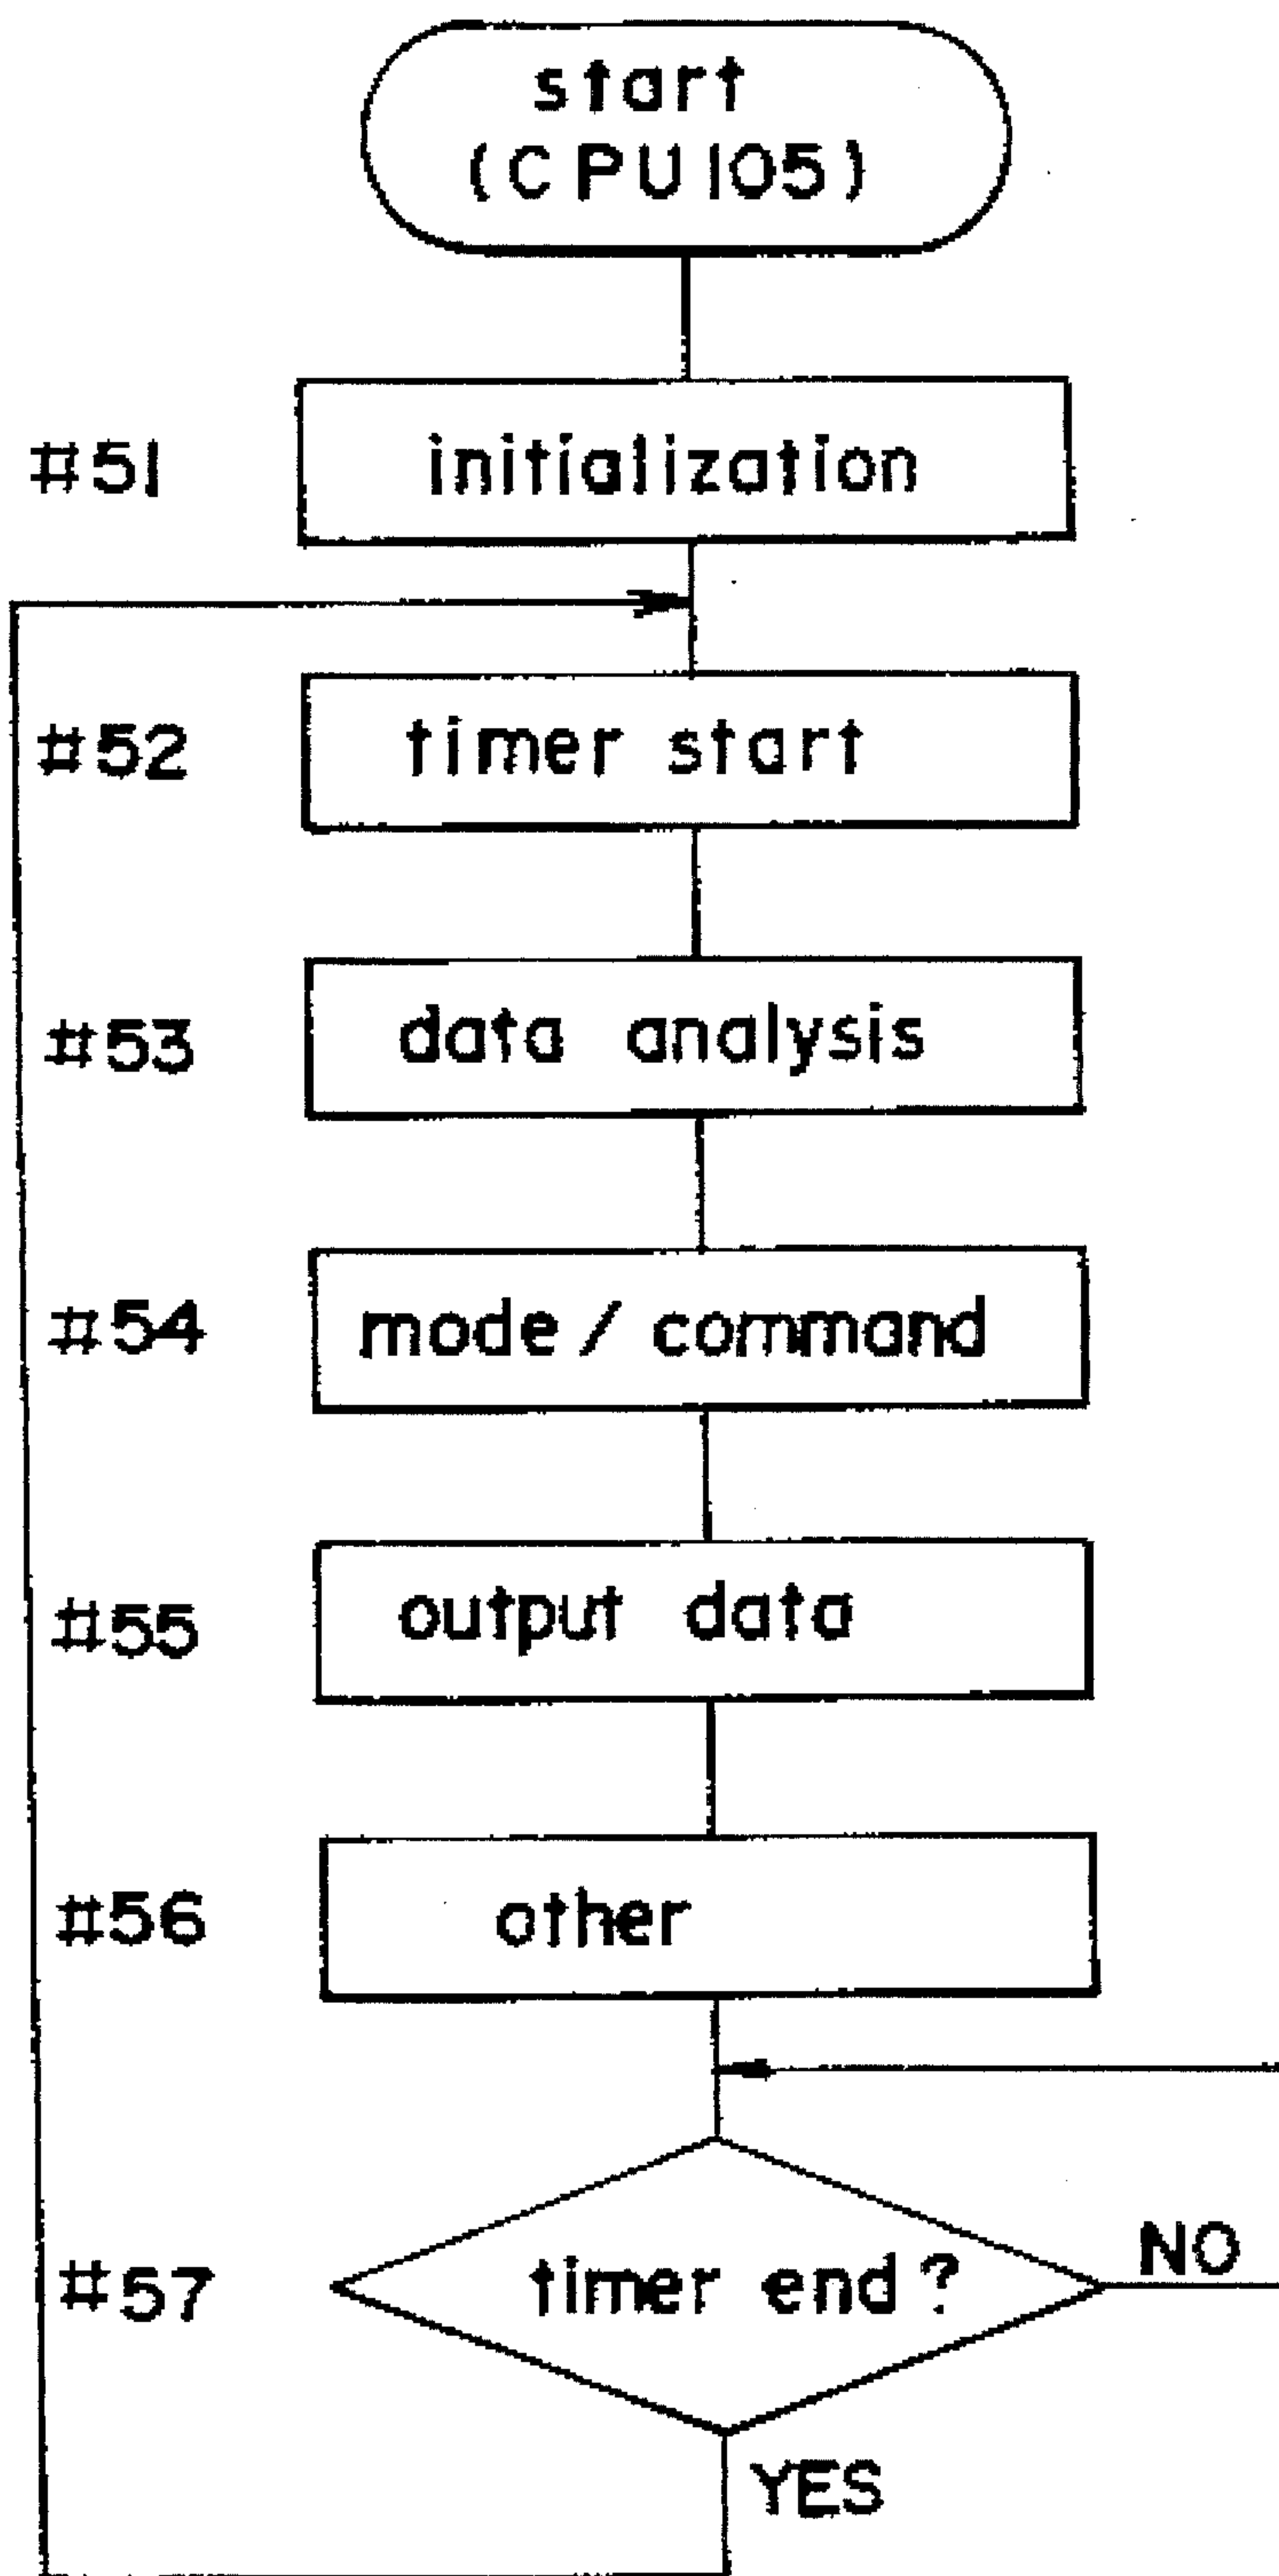 start
(CPU105)
#51 initialization
#52 timer start
#53 data analysis
#54 mode / command
#55 output data
#56 other
#57 timer end? NO
YES